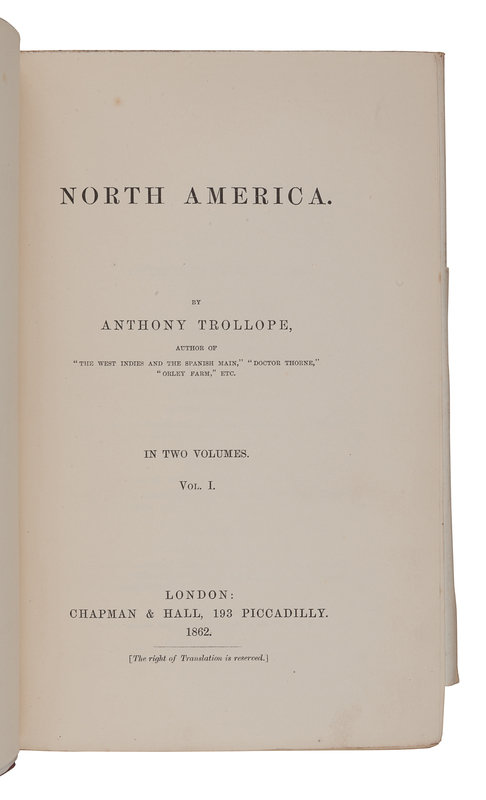 NORTH AMERICA.
BY
ANTHONY TROLLOPE,
AUTHOR OF
“THE WEST INDIES AND THE SPANISH MAIN,” “DOCTOR THORNE,”
“ORLEY FARM,” ETC.
IN TWO VOLUMES.
VOL. I.
LONDON:
CHAPMAN & HALL, 193 PICCADILLY.
1862.
[The right of Translation is reserved.]